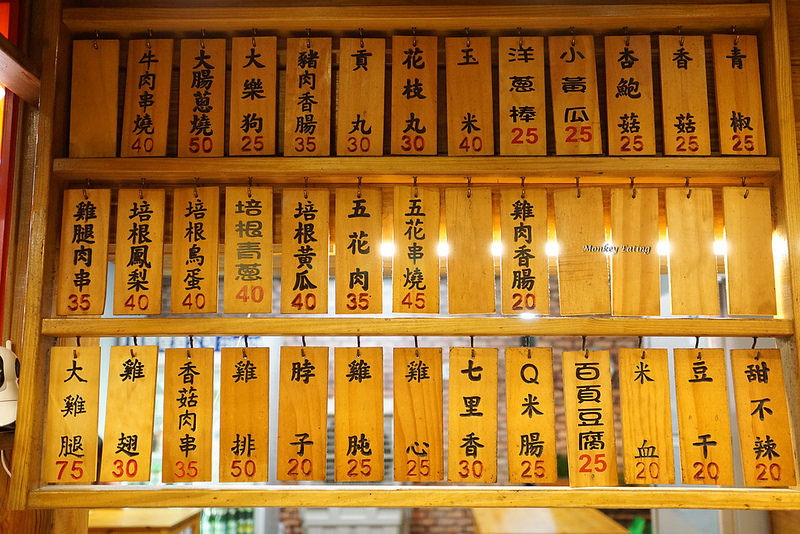 牛肉串燒 40
大腸蔥燒 50
大樂狗 25
豬肉香腸 35
貢丸 30
花枝丸 30
玉米 40
洋蔥棒 25
小黃瓜 25
杏鮑菇 25
香菇 25
青椒 25
雞腿肉串 35
培根鳳梨 40
培根鳥蛋 40
培根青蔥 40
培根黃瓜 40
五花肉 35
五花串燒 45
雞肉香腸 20
Monkey Eating
大雞腿 75
雞翅 30
香菇肉串 35
雞排 50
脖子 20
雞肫 25
雞心 25
七里香 30
Q米腸 25
百頁豆腐 25
米血 20
豆干 20
甜不辣 20